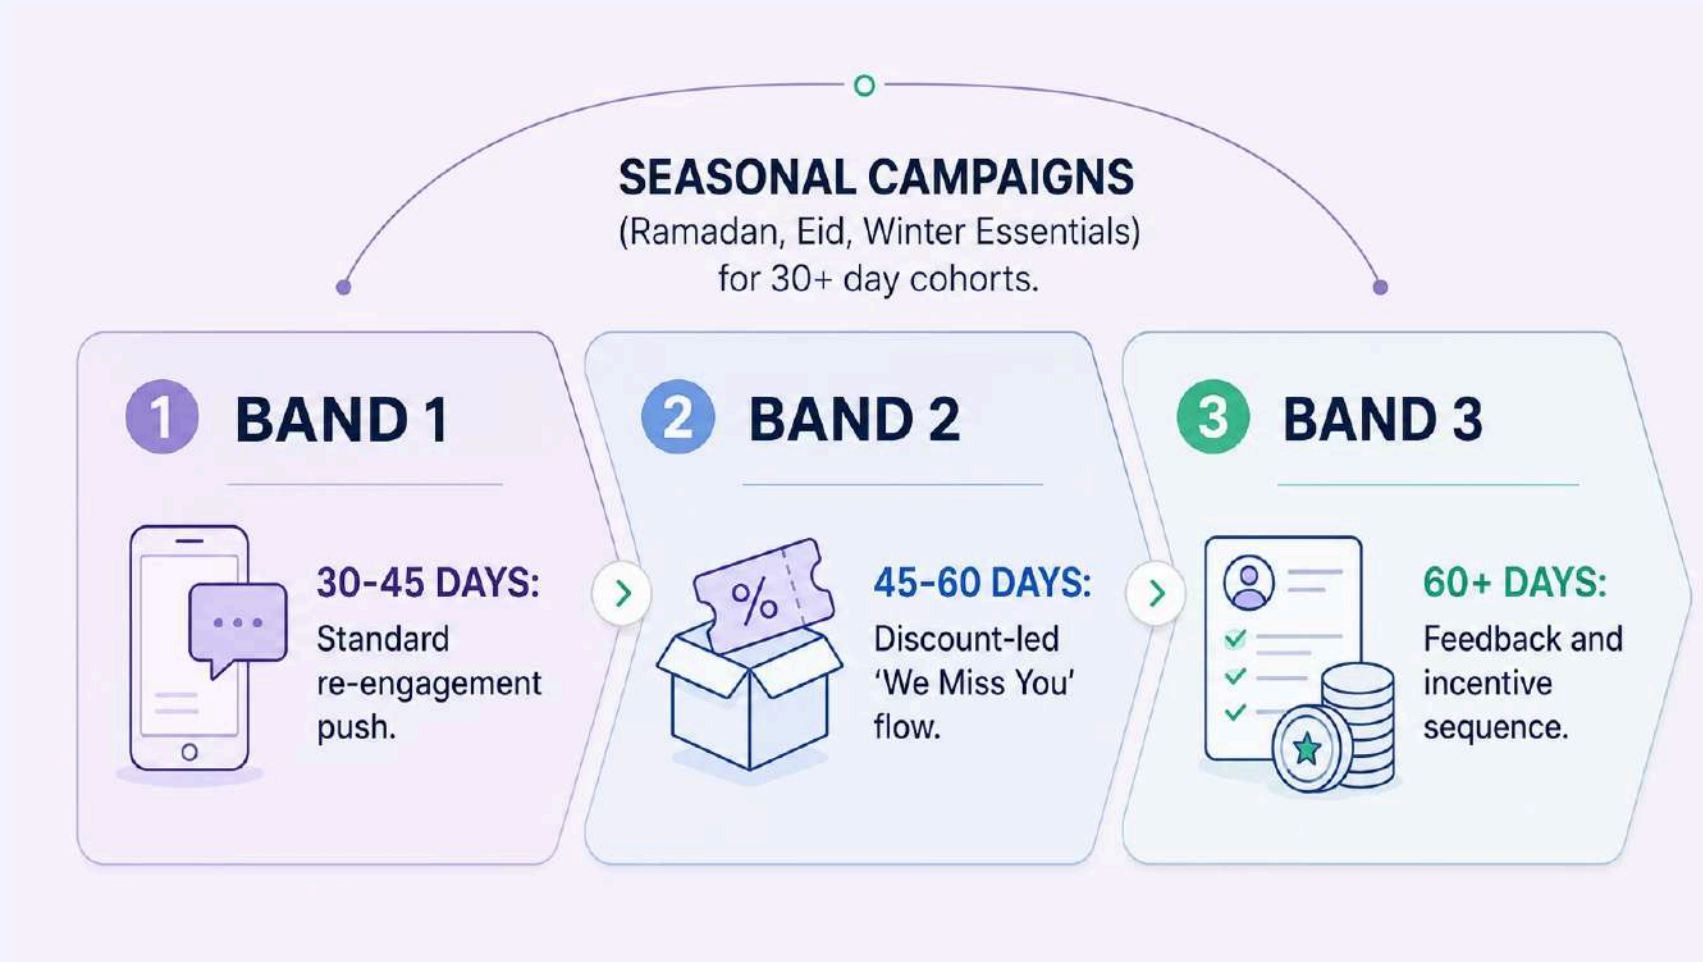 SEASONAL CAMPAIGNS
(Ramadan, Eid, Winter Essentials)
for 30+ day cohorts.
1 BAND 1
30-45 DAYS:
Standard
re-engagement
push.
2 BAND 2
%
45-60 DAYS:
Discount-led
‘We Miss You’
flow.
3 BAND 3
60+ DAYS:
Feedback and
incentive
sequence.